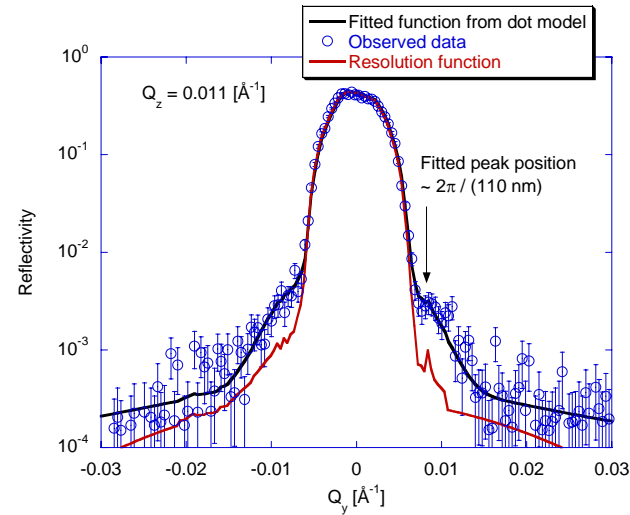 Fitted function from dot model
Observed data
Resolution function
Q_z = 0.011 [Å^-1]
Fitted peak position
~ 2π / (110 nm)
Reflectivity
10^0
10^-1
10^-2
10^-3
10^-4
-0.03 -0.02 -0.01 0 0.01 0.02 0.03
Q_y [Å^-1]